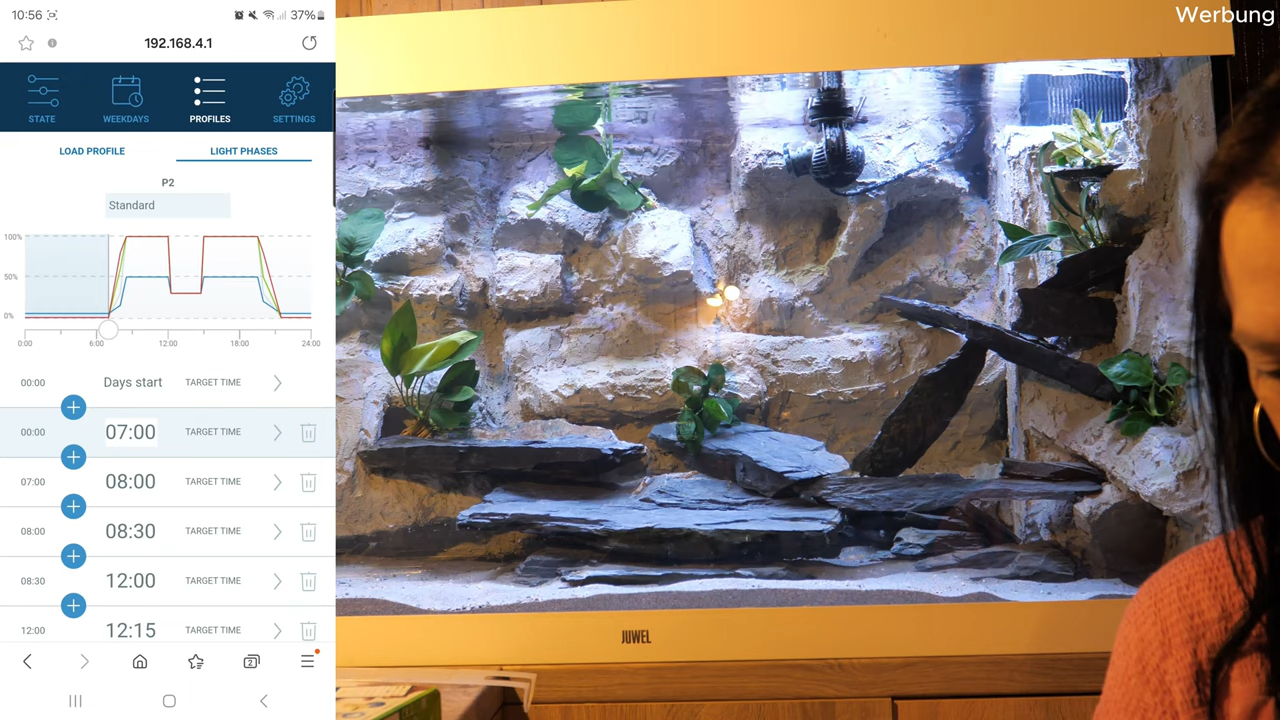 10:56
37%
192.168.4.1
STATE
WEEKDAYS
PROFILES
SETTINGS
LOAD PROFILE
LIGHT PHASES
P2
Standard
100%
50%
0%
0:00
6:00
12:00
18:00
24:00
00:00
Days start
TARGET TIME
00:00
07:00
TARGET TIME
07:00
08:00
TARGET TIME
08:00
08:30
TARGET TIME
08:30
12:00
TARGET TIME
12:00
12:15
TARGET TIME
2
Werbung
JUWEL